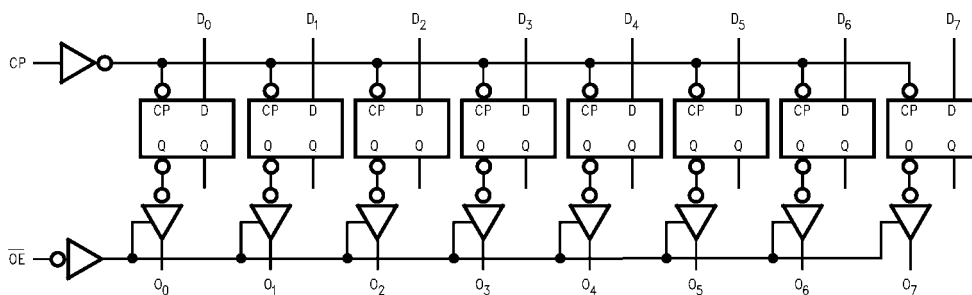 D0 D1 D2 D3 D4 D5 D6 D7
CP
CP D CP D CP D CP D CP D CP D CP D CP D
Q Q Q Q Q Q Q Q Q Q Q Q Q Q Q Q
O̅E̅
O0 O1 O2 O3 O4 O5 O6 O7